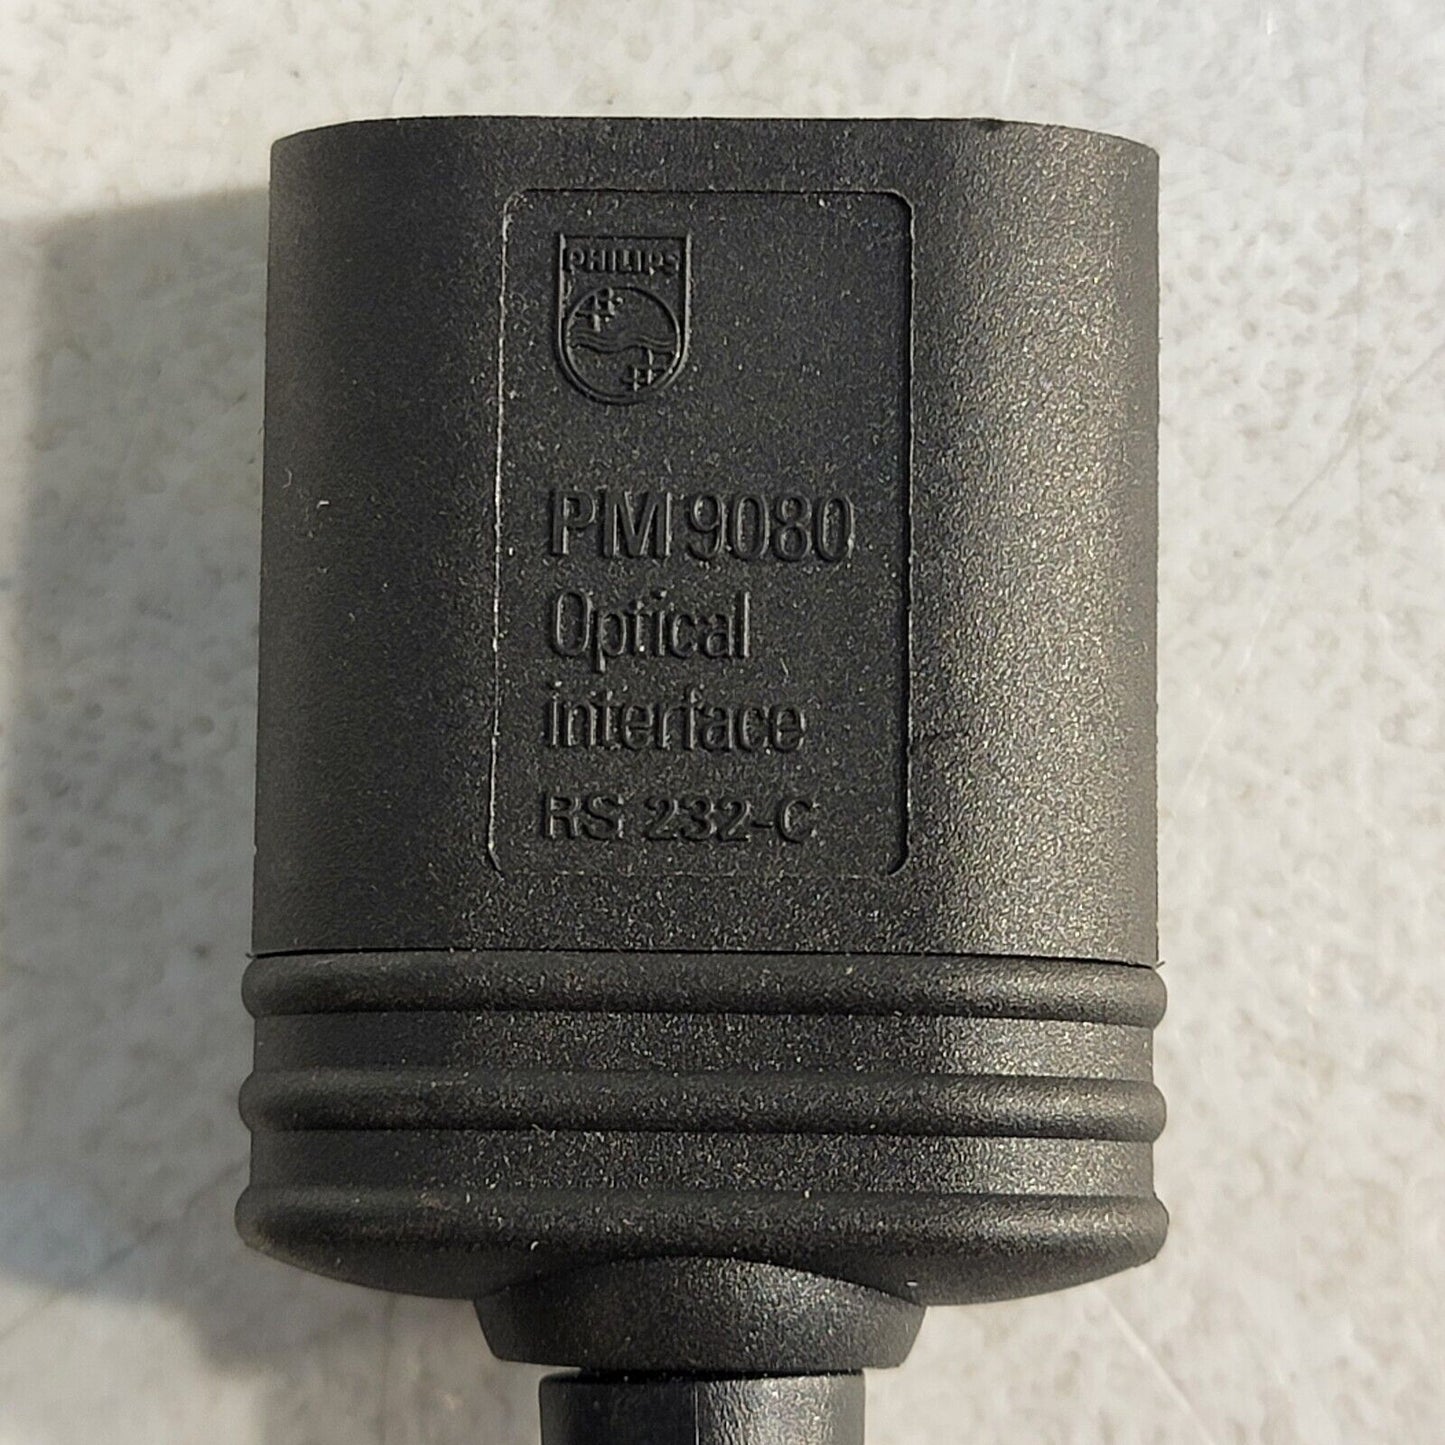 PHILIPS
PM 9080
Optical
interface
RS 232-C